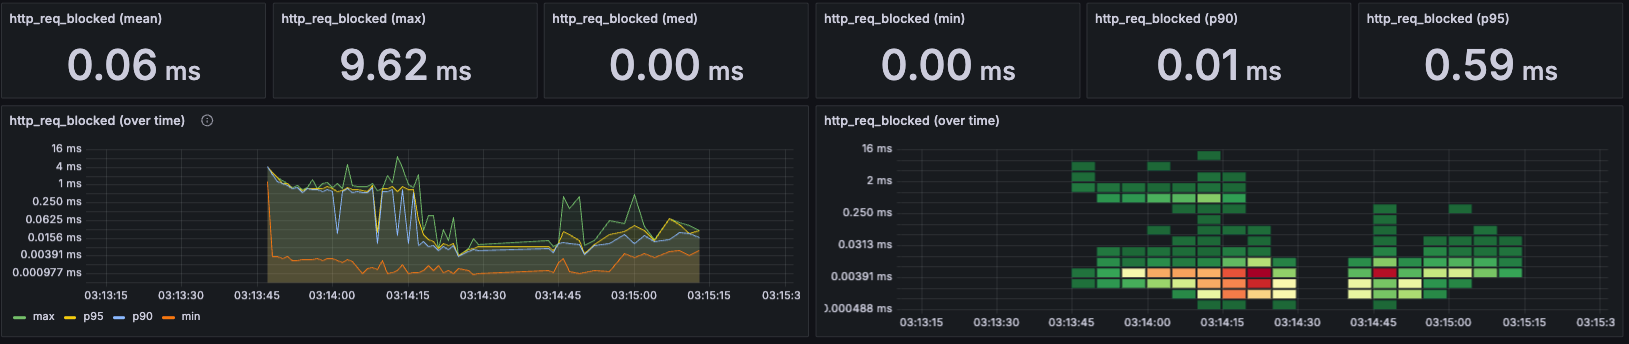 http_req_blocked (mean)
0.06 ms
http_req_blocked (max)
9.62 ms
http_req_blocked (med)
0.00 ms
http_req_blocked (min)
0.00 ms
http_req_blocked (p90)
0.01 ms
http_req_blocked (p95)
0.59 ms
http_req_blocked (over time)
16 ms
4 ms
1 ms
0.250 ms
0.0625 ms
0.0156 ms
0.00391 ms
0.000977 ms
03:13:15 03:13:30 03:13:45 03:14:00 03:14:15 03:14:30 03:14:45 03:15:00 03:15:15 03:15:3
max p95 p90 min
http_req_blocked (over time)
16 ms
2 ms
0.250 ms
0.0313 ms
0.00391 ms
0.000488 ms
03:13:15 03:13:30 03:13:45 03:14:00 03:14:15 03:14:30 03:14:45 03:15:00 03:15:15 03:15:3